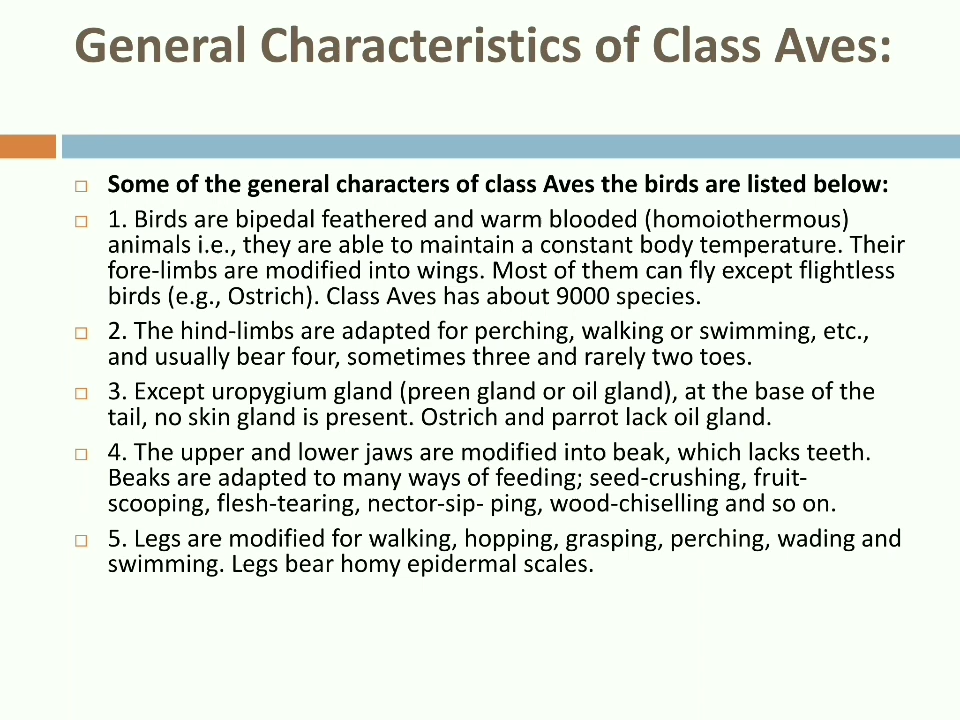 General Characteristics of Class Aves:
Some of the general characters of class Aves the birds are listed below:
1. Birds are bipedal feathered and warm blooded (homoiothermous)
animals i.e., they are able to maintain a constant body temperature. Their
fore-limbs are modified into wings. Most of them can fly except flightless
birds (e.g., Ostrich). Class Aves has about 9000 species.
2. The hind-limbs are adapted for perching, walking or swimming, etc.,
and usually bear four, sometimes three and rarely two toes.
3. Except uropygium gland (preen gland or oil gland), at the base of the
tail, no skin gland is present. Ostrich and parrot lack oil gland.
4. The upper and lower jaws are modified into beak, which lacks teeth.
Beaks are adapted to many ways of feeding; seed-crushing, fruit-
scooping, flesh-tearing, nector-sip- ping, wood-chiselling and so on.
5. Legs are modified for walking, hopping, grasping, perching, wading and
swimming. Legs bear homy epidermal scales.